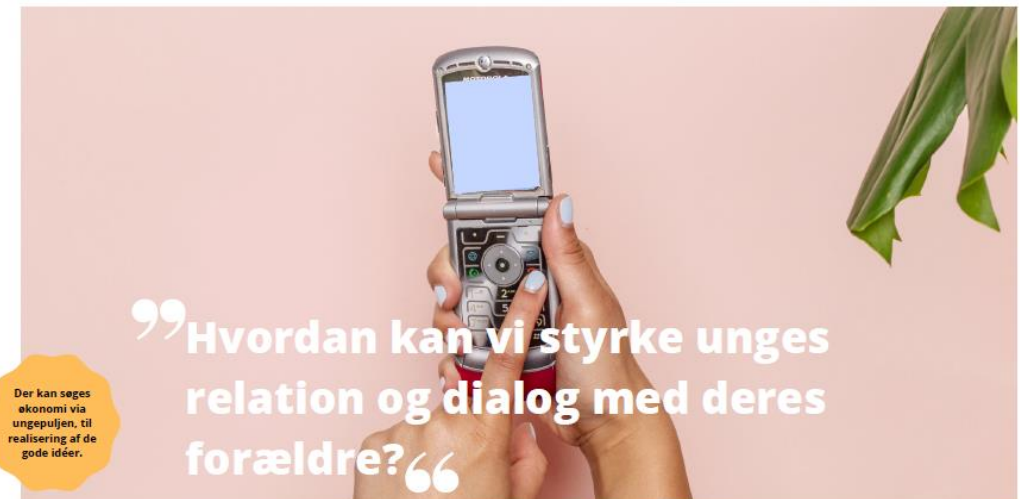 Hvordan kan vi styrke unges
relation og dialog med deres
forældre?
Der kan søges
økonomi via
ungepuljen, til
realisering af de
gode idéer.